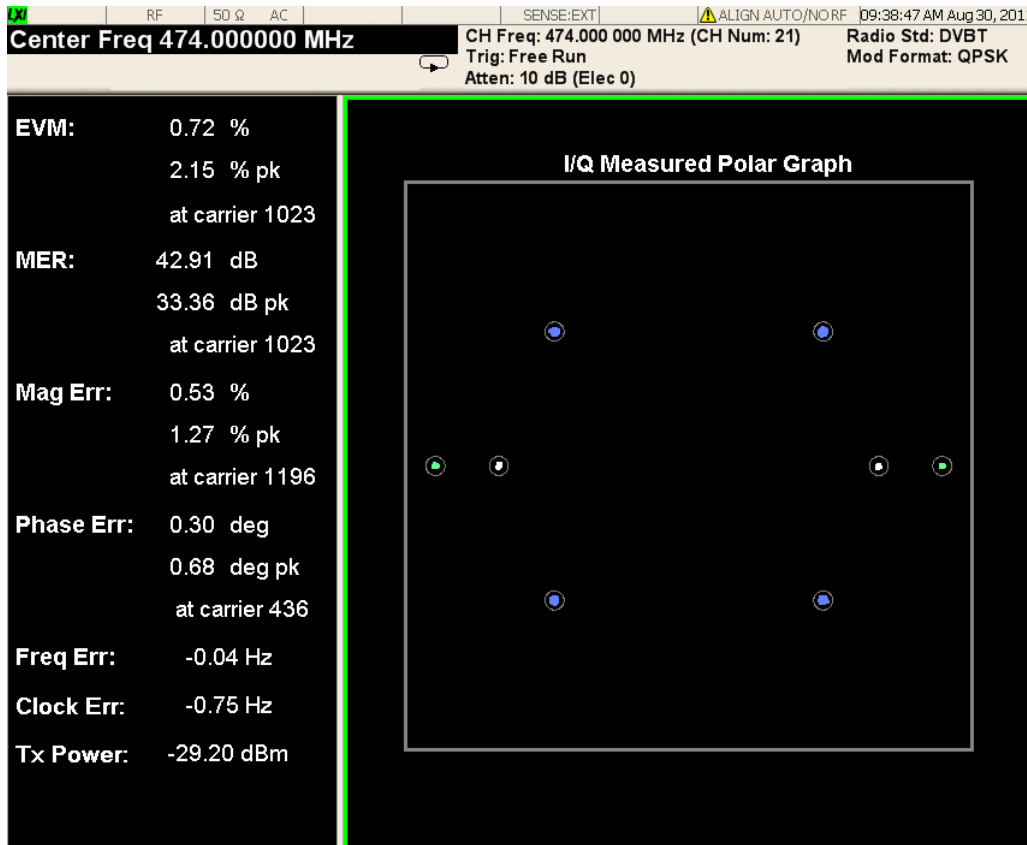 LXI RF 50 Ω AC SENSE:EXT ALIGN AUTO/NO RF 09:38:47 AM Aug 30, 201
Center Freq 474.000000 MHz
CH Freq: 474.000 000 MHz (CH Num: 21)
Trig: Free Run
Atten: 10 dB (Elec 0)
Radio Std: DVBT
Mod Format: QPSK
EVM: 0.72 %
2.15 % pk
at carrier 1023
MER: 42.91 dB
33.36 dB pk
at carrier 1023
Mag Err: 0.53 %
1.27 % pk
at carrier 1196
Phase Err: 0.30 deg
0.68 deg pk
at carrier 436
Freq Err: -0.04 Hz
Clock Err: -0.75 Hz
Tx Power: -29.20 dBm
I/Q Measured Polar Graph